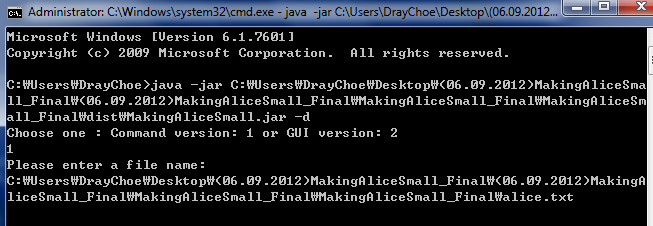 Administrator: C:\Windows\system32\cmd.exe - java  -jar C:\Users\DrayChoe\Desktop\(06.09.2012...
Microsoft Windows [Version 6.1.7601]
Copyright (c) 2009 Microsoft Corporation.  All rights reserved.
C:₩Users₩DrayChoe>java -jar C:₩Users₩DrayChoe₩Desktop₩(06.09.2012)MakingAliceSma
ll_Final₩(06.09.2012)MakingAliceSmall_Final₩MakingAliceSmall_Final₩MakingAliceSm
all_Final₩dist₩MakingAliceSmall.jar -d
Choose one : Command version: 1 or GUI version: 2
1
Please enter a file name:
C:₩Users₩DrayChoe₩Desktop₩(06.09.2012)MakingAliceSmall_Final₩(06.09.2012)MakingA
liceSmall_Final₩MakingAliceSmall_Final₩MakingAliceSmall_Final₩alice.txt